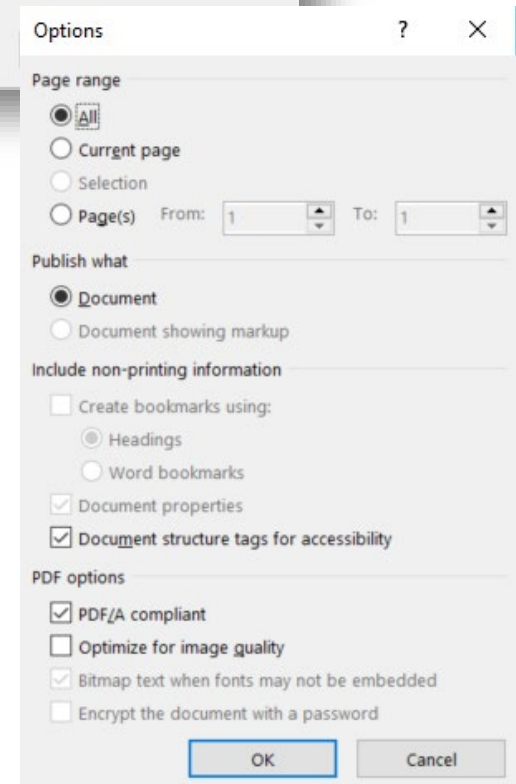 Options ?
Page range
All
Current page
Selection
Page(s) From: 1 To: 1
Publish what
Document
Document showing markup
Include non-printing information
Create bookmarks using:
Headings
Word bookmarks
Document properties
Document structure tags for accessibility
PDF options
PDF/A compliant
Optimize for image quality
Bitmap text when fonts may not be embedded
Encrypt the document with a password
OK Cancel